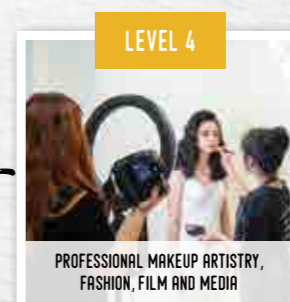 LEVEL 4
PROFESSIONAL MAKEUP ARTISTRY,
FASHION, FILM AND MEDIA